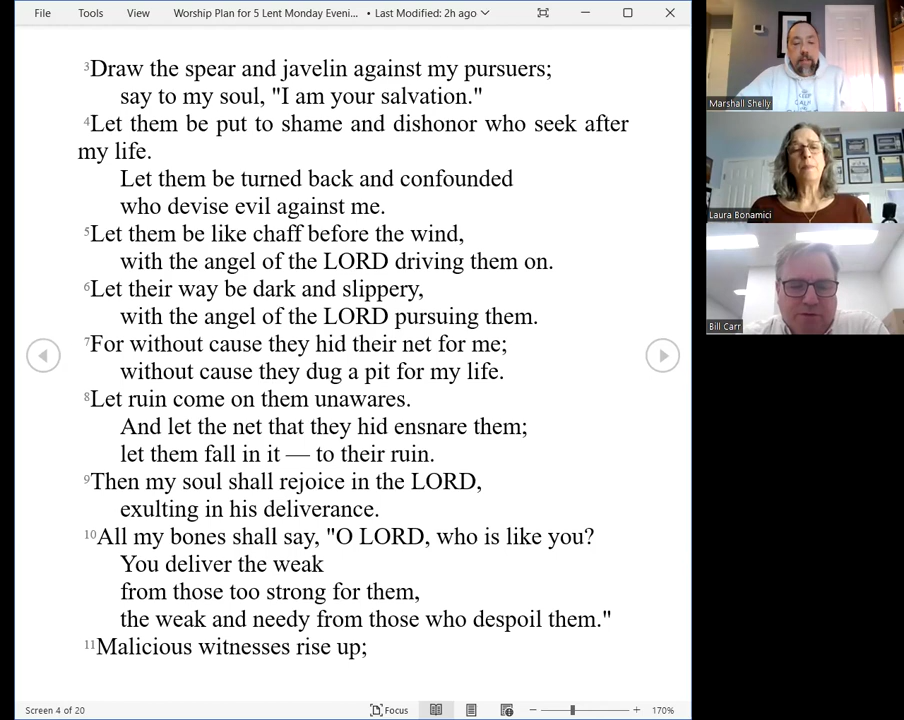 File Tools View Worship Plan for 5 Lent Monday Eveni... • Last Modified: 2h ago
3Draw the spear and javelin against my pursuers;
say to my soul, "I am your salvation."
4Let them be put to shame and dishonor who seek after
my life.
Let them be turned back and confounded
who devise evil against me.
5Let them be like chaff before the wind,
with the angel of the LORD driving them on.
6Let their way be dark and slippery,
with the angel of the LORD pursuing them.
7For without cause they hid their net for me;
without cause they dug a pit for my life.
8Let ruin come on them unawares.
And let the net that they hid ensnare them;
let them fall in it — to their ruin.
9Then my soul shall rejoice in the LORD,
exulting in his deliverance.
10All my bones shall say, "O LORD, who is like you?
You deliver the weak
from those too strong for them,
the weak and needy from those who despoil them."
11Malicious witnesses rise up;
Screen 4 of 20 Focus 170%
Marshall Shelly
KEEP
CALM
Laura Bonamici
Bill Carr